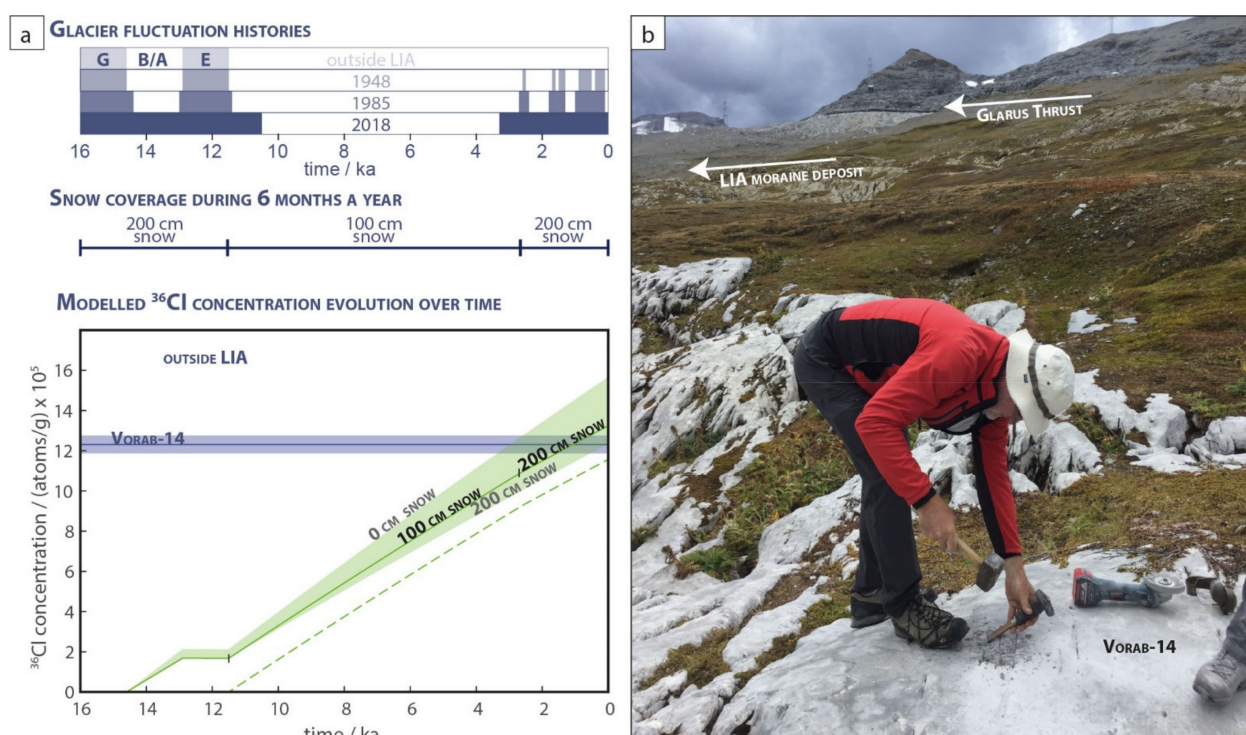 a
GLACIER FLUCTUATION HISTORIES
G B/A E outside LIA
1948
1985
2018
16 14 12 10 8 6 4 2 0
time / ka
SNOW COVERAGE DURING 6 MONTHS A YEAR
200 cm 100 cm 200 cm
snow snow snow
MODELLED ³⁶Cl CONCENTRATION EVOLUTION OVER TIME
OUTSIDE LIA
³⁶Cl concentration / (atoms/g) x 10⁵
16
14
12
10
8
6
4
2
0
VORAB-14
0 CM SNOW
100 CM SNOW
200 CM SNOW
200 CM SNOW
16 14 12 10 8 6 4 2 0
time / ka
b
GLARUS THRUST
LIA MORAINE DEPOSIT
VORAB-14